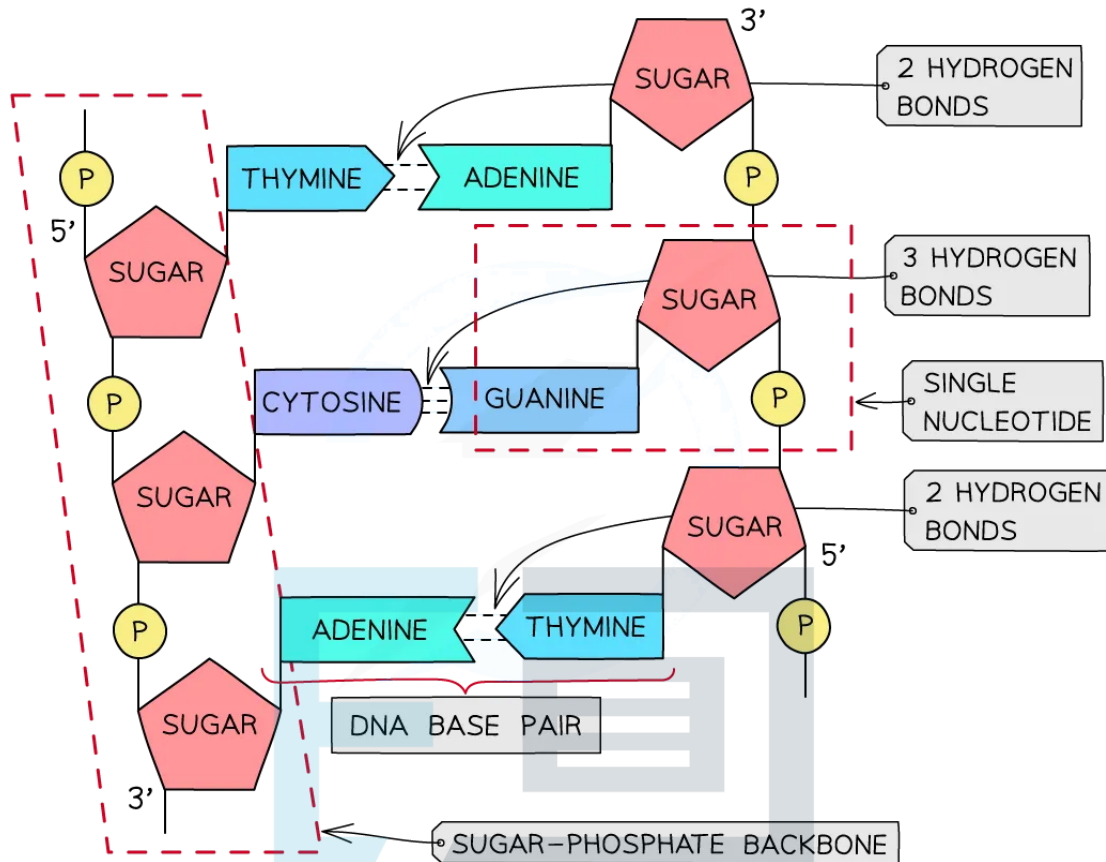 3’
SUGAR
2 HYDROGEN
BONDS
P
THYMINE
ADENINE
P
5’
SUGAR
SUGAR
3 HYDROGEN
BONDS
P
CYTOSINE
GUANINE
P
SINGLE
NUCLEOTIDE
SUGAR
SUGAR
2 HYDROGEN
BONDS
5’
P
ADENINE
THYMINE
P
SUGAR
DNA BASE PAIR
3’
SUGAR-PHOSPHATE BACKBONE